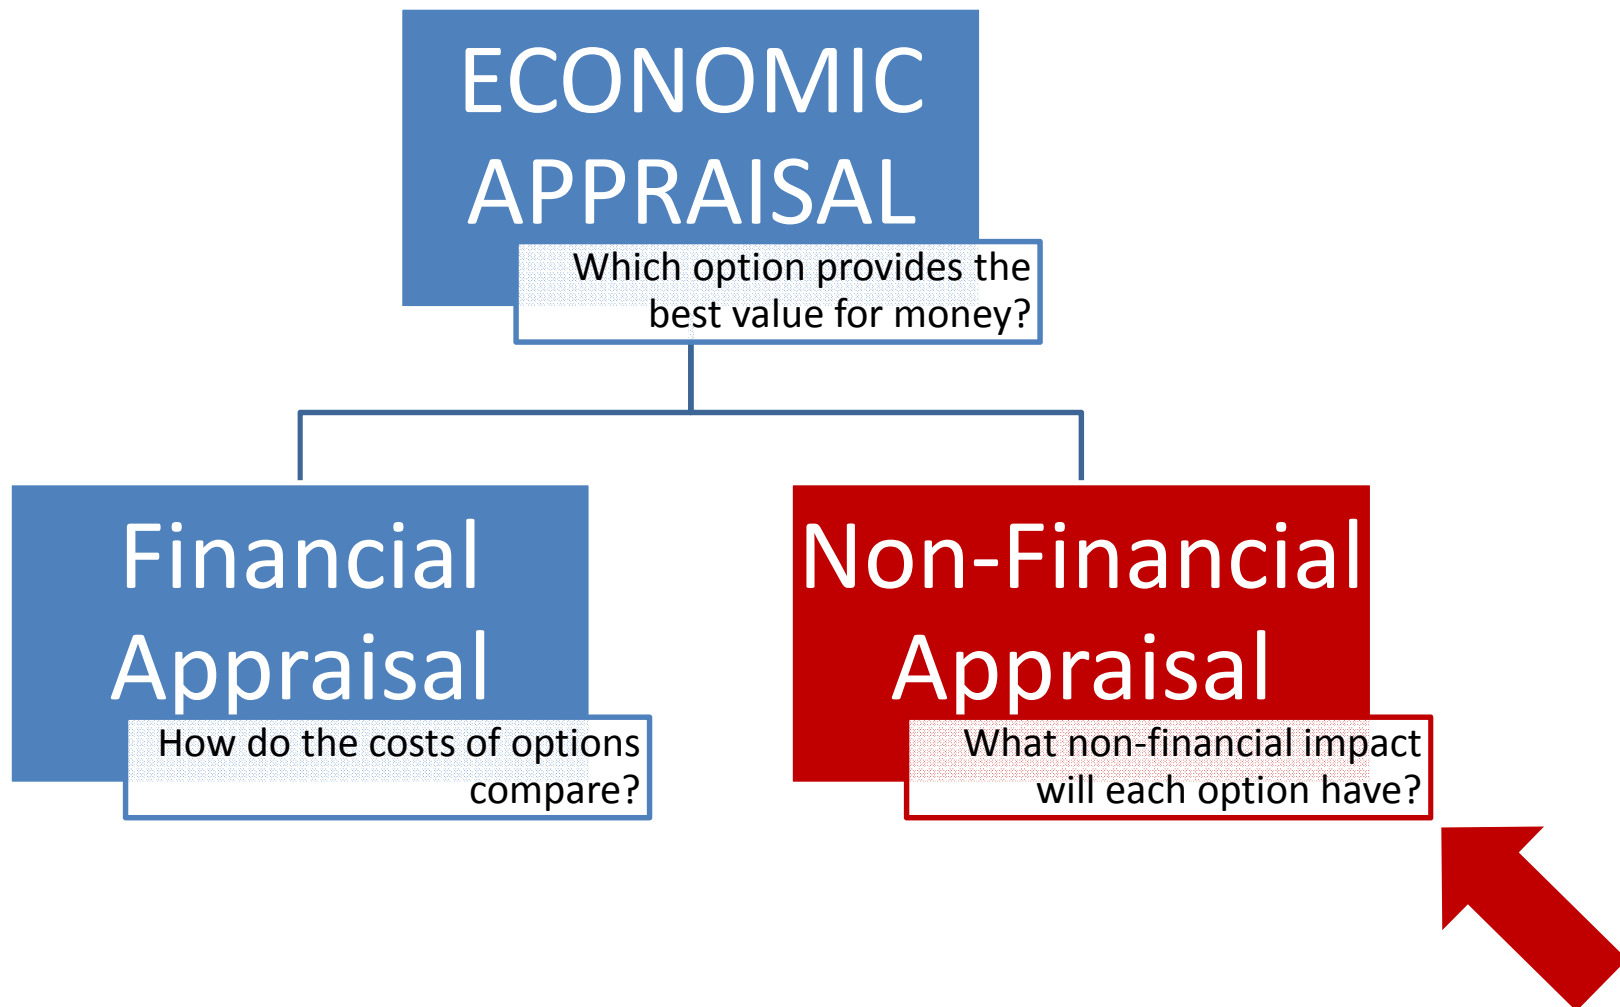 ECONOMIC
APPRAISAL
Which option provides the
best value for money?
Financial
Appraisal
How do the costs of options
compare?
Non-Financial
Appraisal
What non-financial impact
will each option have?